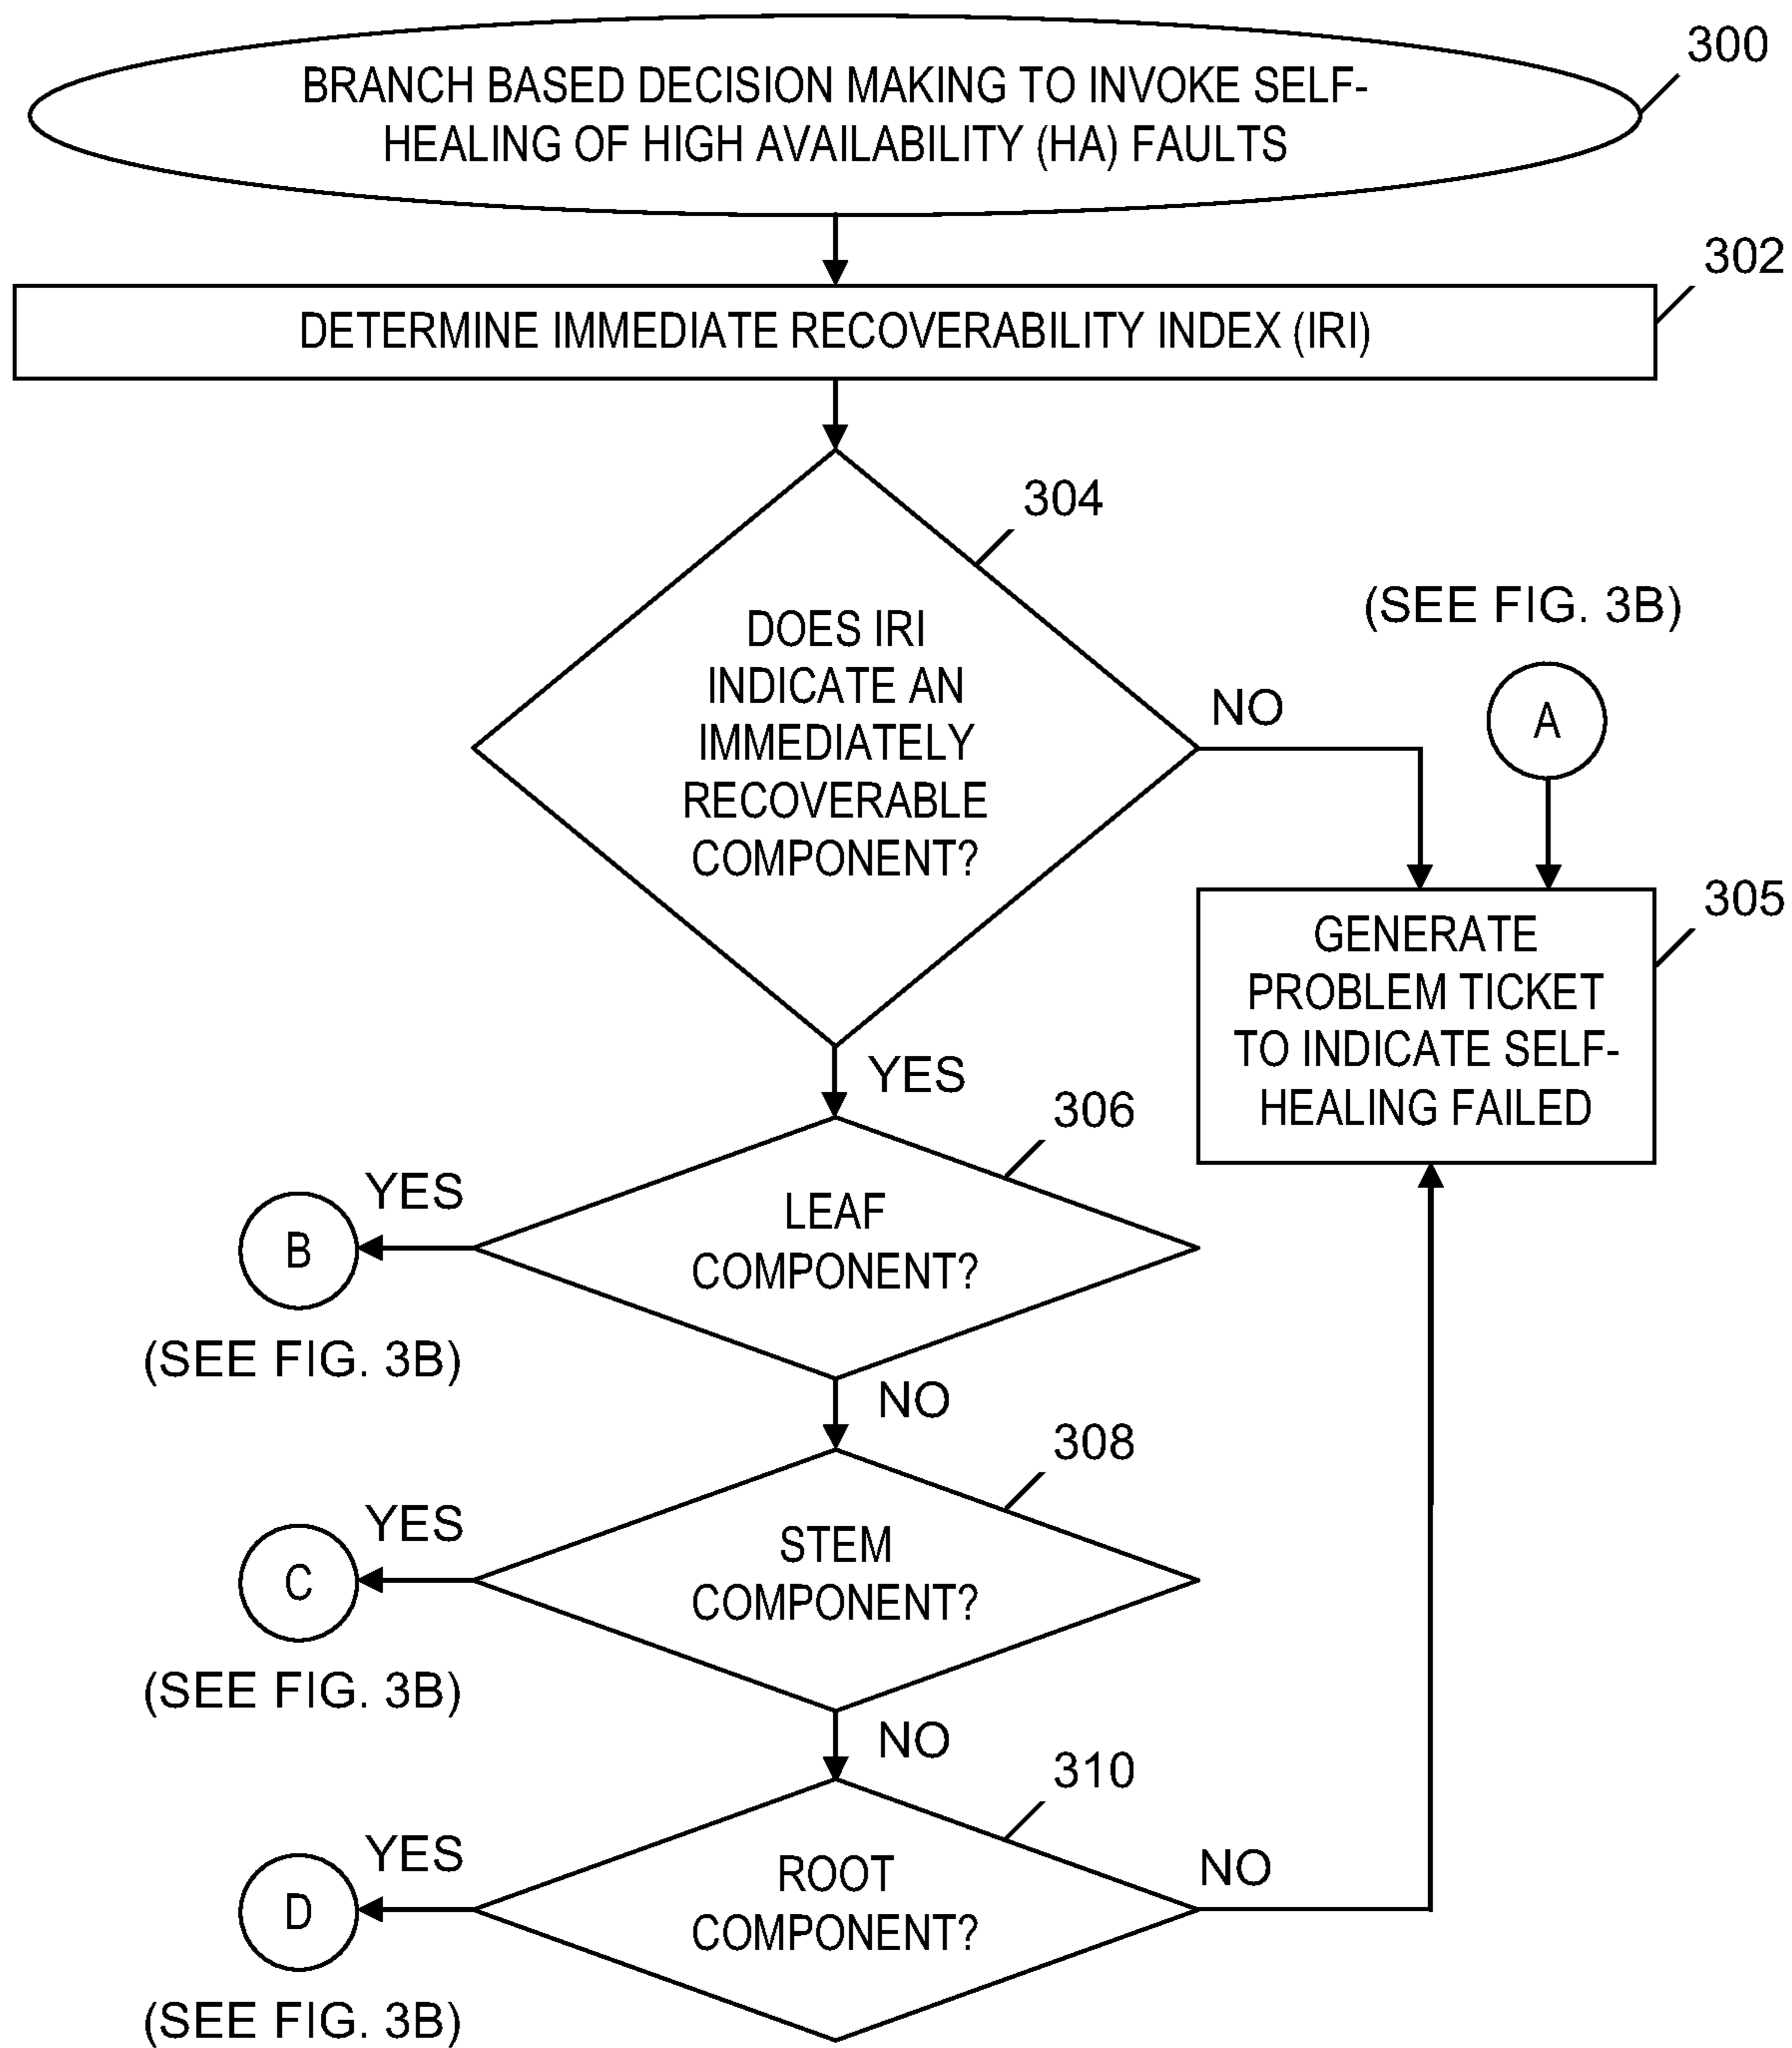 300
BRANCH BASED DECISION MAKING TO INVOKE SELF-
HEALING OF HIGH AVAILABILITY (HA) FAULTS
302
DETERMINE IMMEDIATE RECOVERABILITY INDEX (IRI)
304
DOES IRI
INDICATE AN
IMMEDIATELY
RECOVERABLE
COMPONENT?
NO
(SEE FIG. 3B)
A
305
GENERATE
PROBLEM TICKET
TO INDICATE SELF-
HEALING FAILED
YES
306
LEAF
COMPONENT?
YES
B
(SEE FIG. 3B)
NO
308
STEM
COMPONENT?
YES
C
(SEE FIG. 3B)
NO
310
ROOT
COMPONENT?
YES
D
(SEE FIG. 3B)
NO